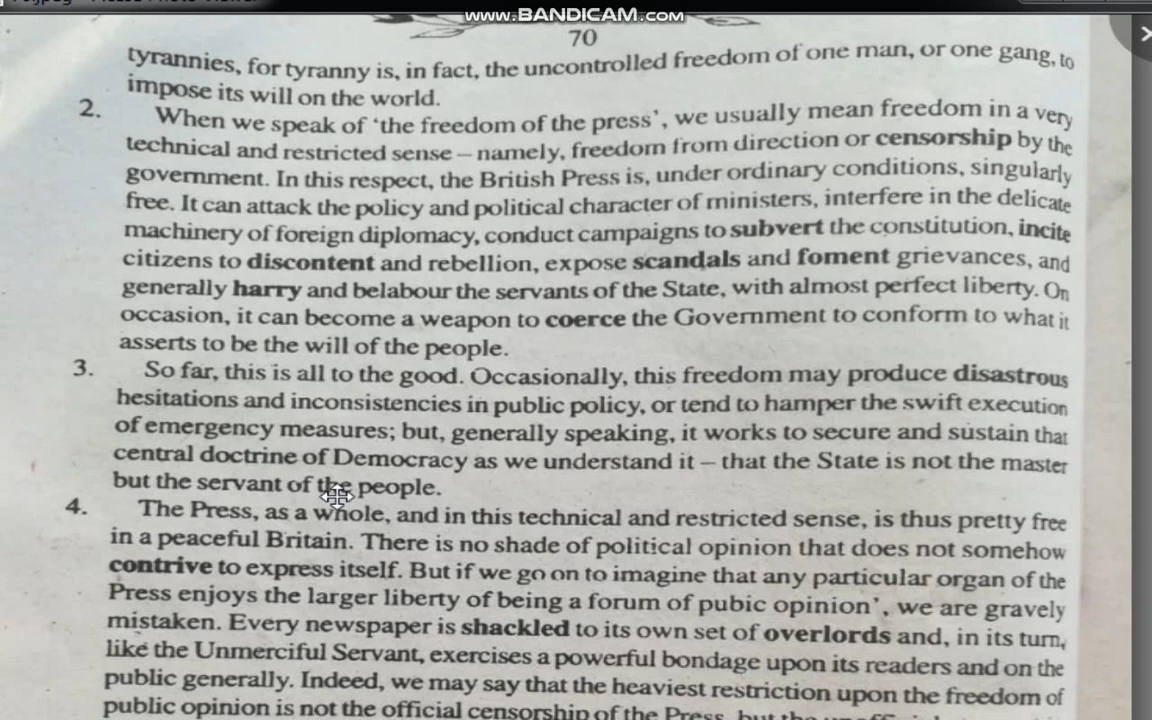 www.BANDICAM.com
70
tyrannies, for tyranny is, in fact, the uncontrolled freedom of one man, or one gang, to
impose its will on the world.
2. When we speak of ‘the freedom of the press’, we usually mean freedom in a very
technical and restricted sense – namely, freedom from direction or censorship by the
government. In this respect, the British Press is, under ordinary conditions, singularly
free. It can attack the policy and political character of ministers, interfere in the delicate
machinery of foreign diplomacy, conduct campaigns to subvert the constitution, incite
citizens to discontent and rebellion, expose scandals and foment grievances, and
generally harry and belabour the servants of the State, with almost perfect liberty. On
occasion, it can become a weapon to coerce the Government to conform to what it
asserts to be the will of the people.
3. So far, this is all to the good. Occasionally, this freedom may produce disastrous
hesitations and inconsistencies in public policy, or tend to hamper the swift execution
of emergency measures; but, generally speaking, it works to secure and sustain that
central doctrine of Democracy as we understand it – that the State is not the master
but the servant of the people.
4. The Press, as a whole, and in this technical and restricted sense, is thus pretty free
in a peaceful Britain. There is no shade of political opinion that does not somehow
contrive to express itself. But if we go on to imagine that any particular organ of the
Press enjoys the larger liberty of being a forum of pubic opinion’, we are gravely
mistaken. Every newspaper is shackled to its own set of overlords and, in its turn,
like the Unmerciful Servant, exercises a powerful bondage upon its readers and on the
public generally. Indeed, we may say that the heaviest restriction upon the freedom of
public opinion is not the official censorship of the Press, but the